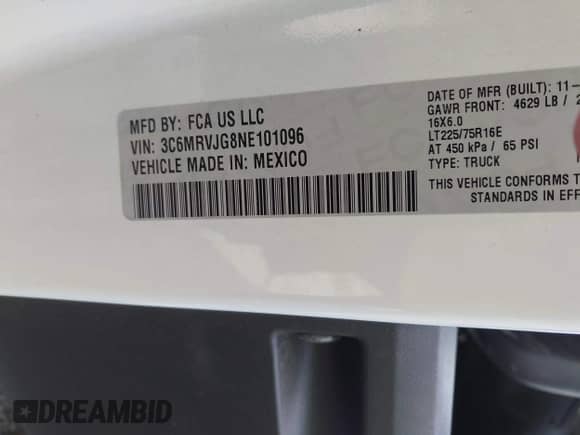 MFD BY: FCA US LLC
VIN: 3C6MRVJG8NE101096
VEHICLE MADE IN: MEXICO
DATE OF MFR (BUILT): 11-
GAWR FRONT: 4629 LB / 2
16X6.0
LT225/75R16E
AT 450 kPa / 65 PSI
TYPE: TRUCK
THIS VEHICLE CONFORMS T
STANDARDS IN EFF
DREAMBID